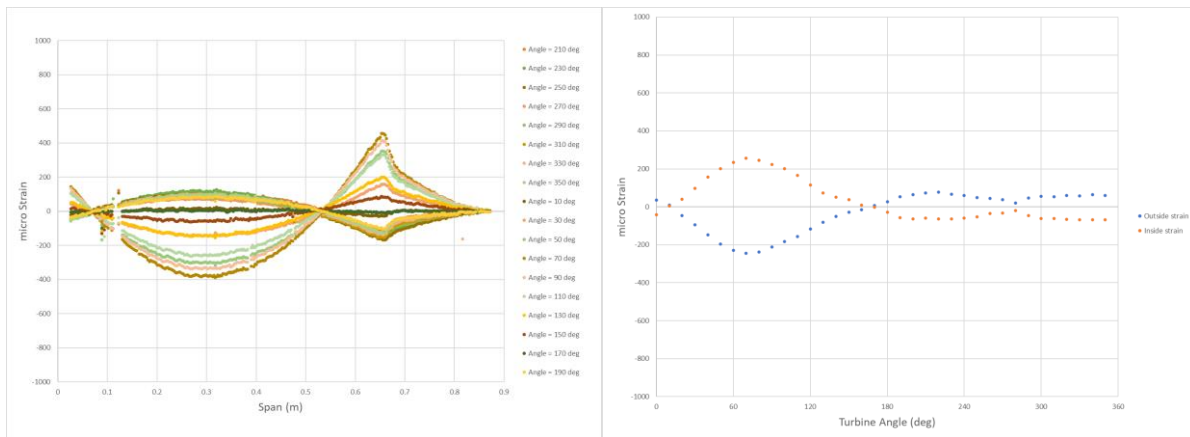 1000
800
600
400
200
0
-200
-400
-600
-800
-1000
micro Strain
0 0.1 0.2 0.3 0.4 0.5 0.6 0.7 0.8 0.9
Span (m)
Angle = 210 deg
Angle = 230 deg
Angle = 250 deg
Angle = 270 deg
Angle = 290 deg
Angle = 310 deg
Angle = 330 deg
Angle = 350 deg
Angle = 10 deg
Angle = 30 deg
Angle = 50 deg
Angle = 70 deg
Angle = 90 deg
Angle = 110 deg
Angle = 130 deg
Angle = 150 deg
Angle = 170 deg
Angle = 190 deg
1000
800
600
400
200
0
-200
-400
-600
-800
-1000
micro Strain
0 60 120 180 240 300 360
Turbine Angle (deg)
Outside strain
Inside strain